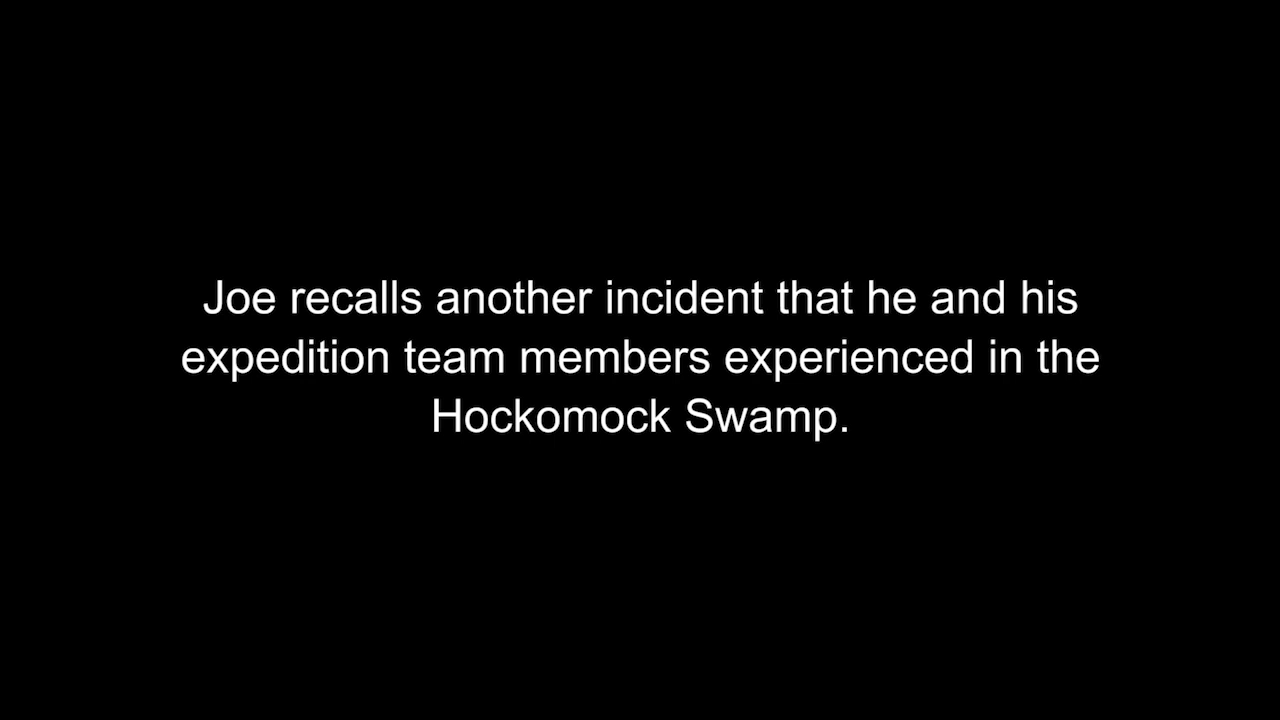 Joe recalls another incident that he and his
expedition team members experienced in the
Hockomock Swamp.